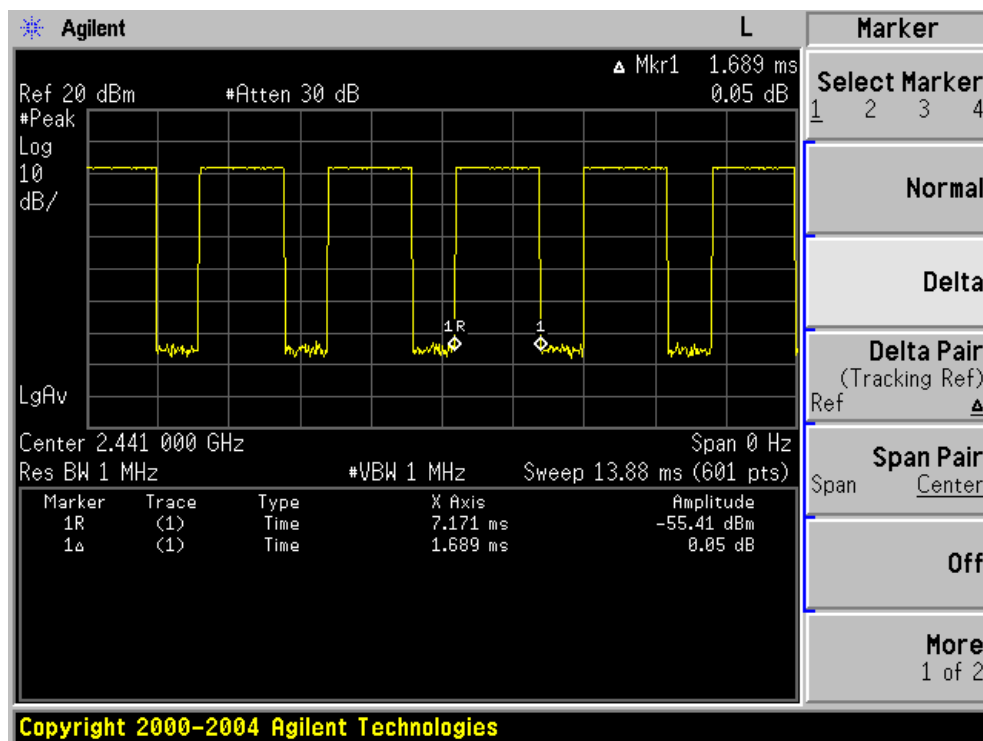 Agilent L
Δ Mkr1 1.689 ms
Ref 20 dBm #Atten 30 dB 0.05 dB
#Peak
Log
10
dB/
1R 1
LgAv
Center 2.441 000 GHz Span 0 Hz
Res BW 1 MHz #VBW 1 MHz Sweep 13.88 ms (601 pts)
Marker Trace Type X Axis Amplitude
1R (1) Time 7.171 ms -55.41 dBm
1Δ (1) Time 1.689 ms 0.05 dB
Marker
Select Marker
1 2 3 4
Normal
Delta
Delta Pair
(Tracking Ref)
Ref Δ
Span Pair
Span Center
Off
More
1 of 2
Copyright 2000-2004 Agilent Technologies